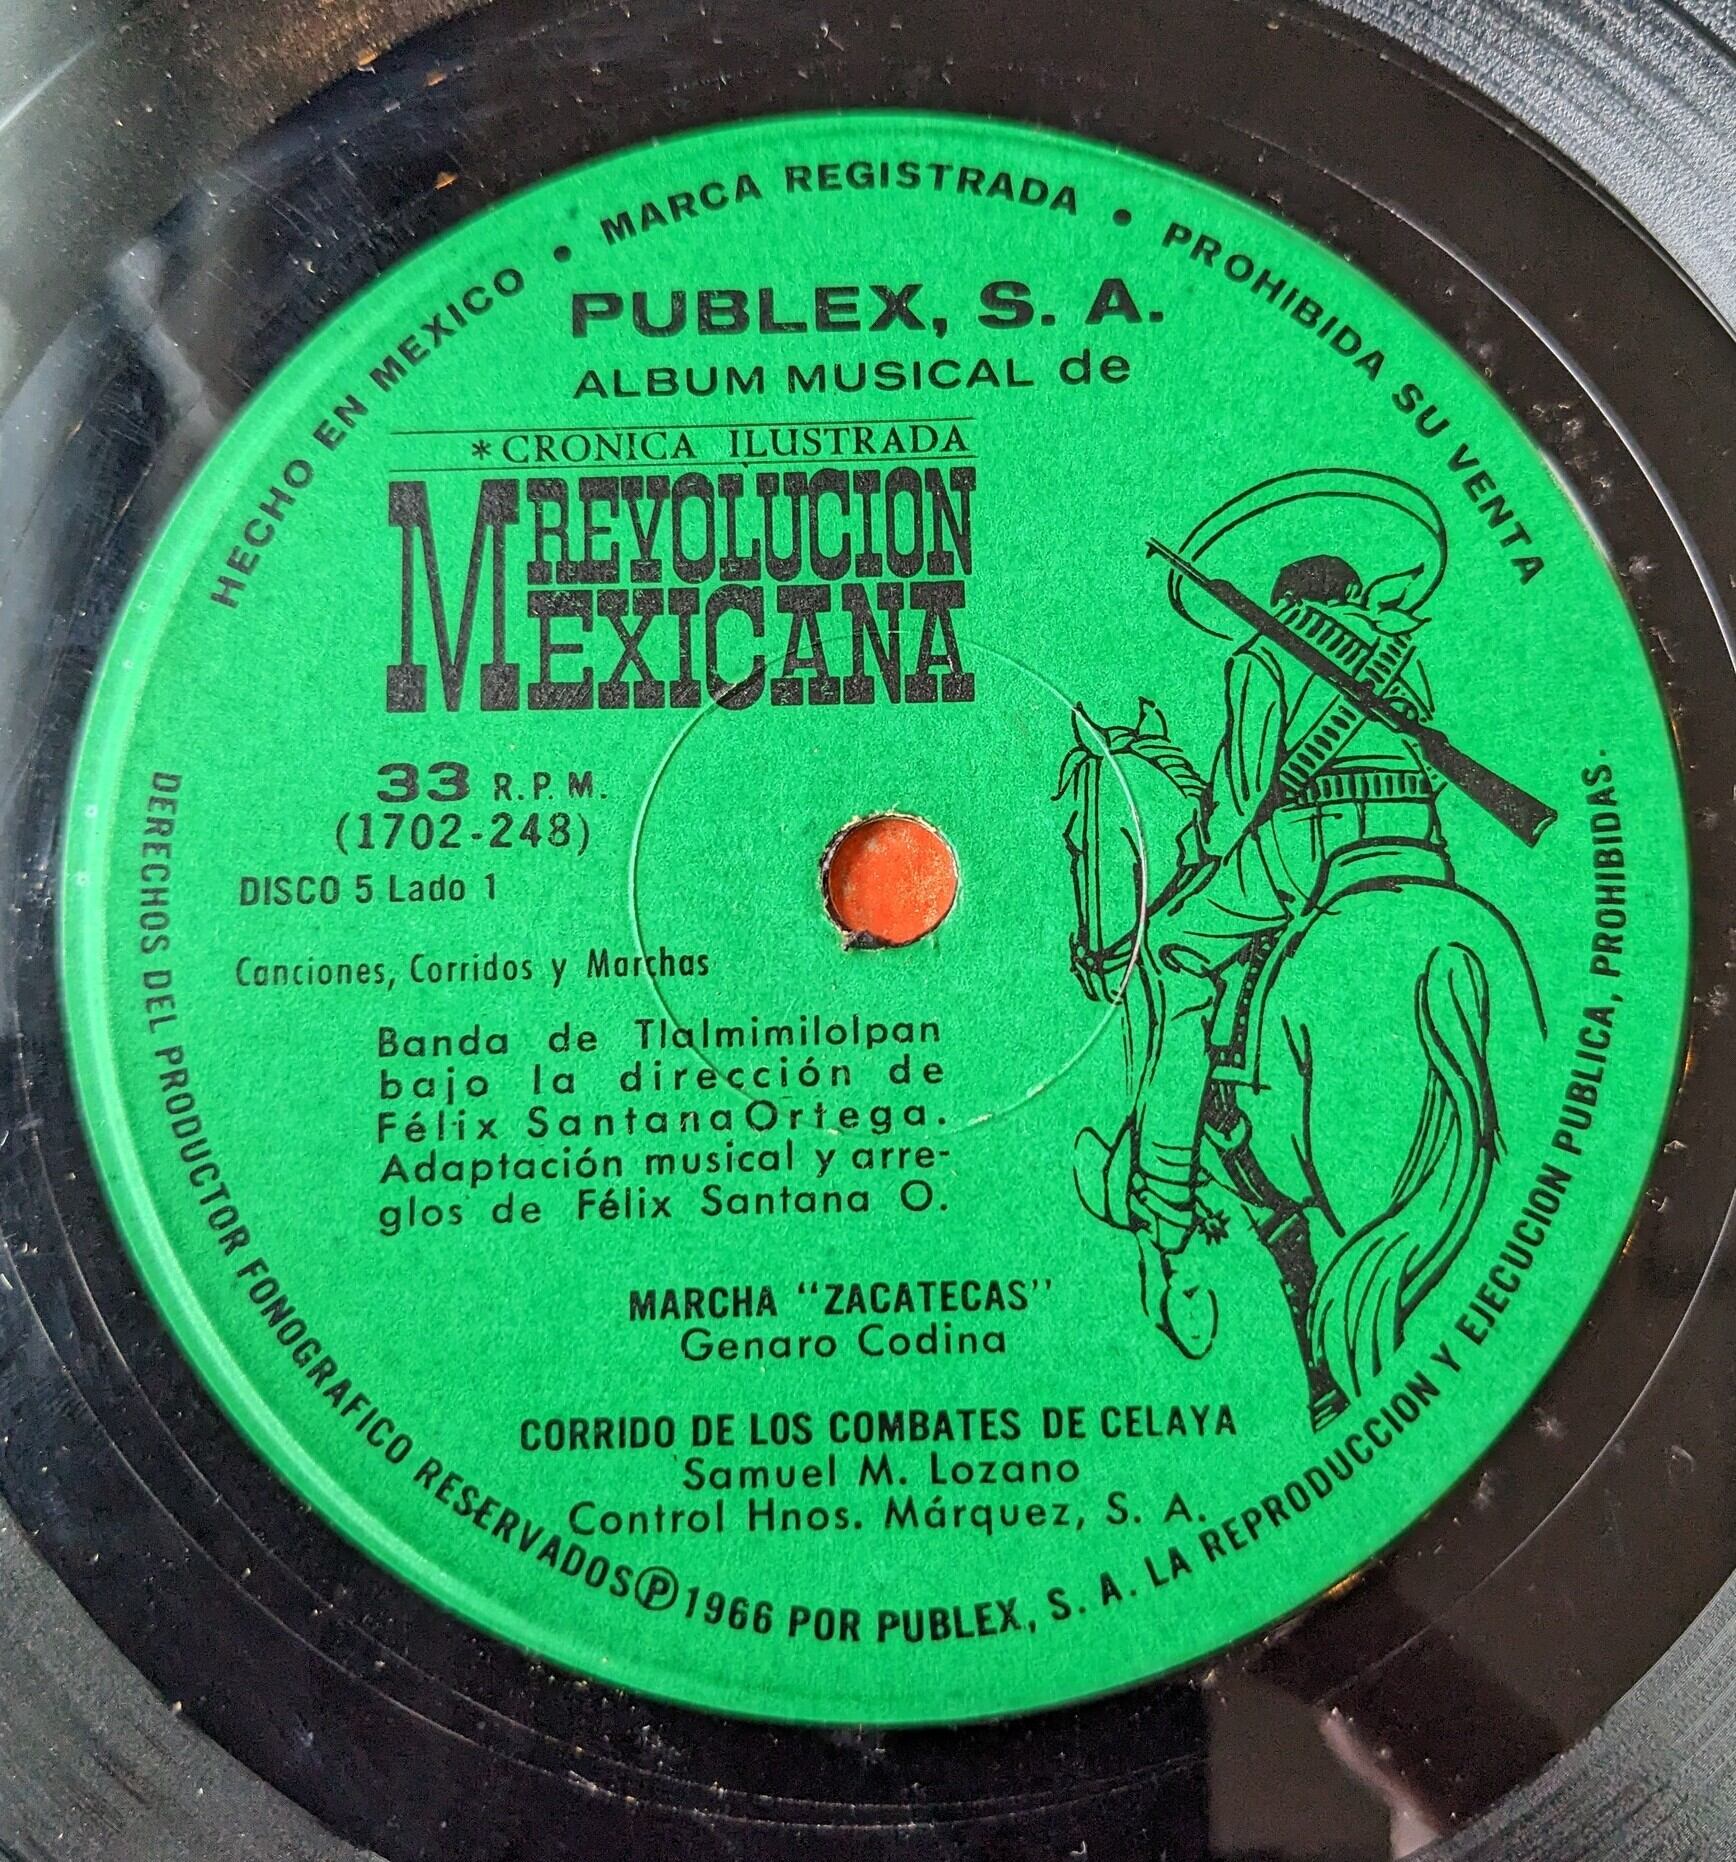 HECHO EN MEXICO • MARCA REGISTRADA • PROHIBIDA SU VENTA
PUBLEX, S. A.
ALBUM MUSICAL de
*CRONICA ILUSTRADA
M REVOLUCION
MEXICANA
33 R.P.M.
(1702-248)
DISCO 5 Lado 1
Canciones, Corridos y Marchas
Banda de Tlalmimilolpan
bajo la dirección de
Félix Santana Ortega.
Adaptación musical y arre-
glos de Félix Santana O.
MARCHA "ZACATECAS"
Genaro Codina
CORRIDO DE LOS COMBATES DE CELAYA
Samuel M. Lozano
Control Hnos. Márquez, S. A.
DERECHOS DEL PRODUCTOR FONOGRAFICO RESERVADOS Ⓟ 1966 POR PUBLEX, S. A. LA REPRODUCCION Y EJECUCION PUBLICA, PROHIBIDAS.